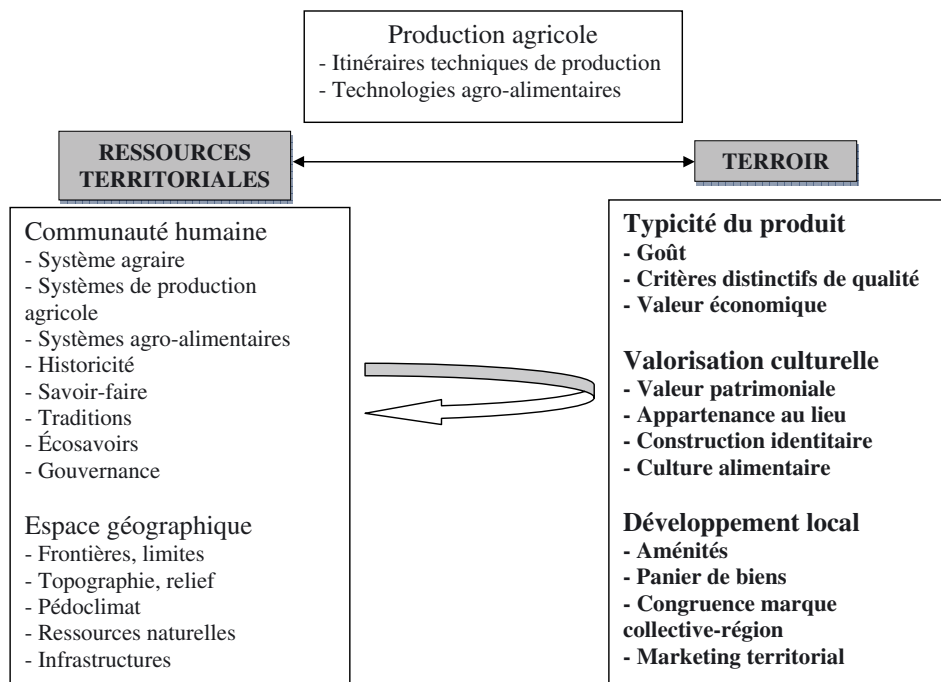 Production agricole
- Itinéraires techniques de production
- Technologies agro-alimentaires
RESSOURCES
TERRITORIALES
TERROIR
Communauté humaine
- Système agraire
- Systèmes de production
agricole
- Systèmes agro-alimentaires
- Historicité
- Savoir-faire
- Traditions
- Écosavoirs
- Gouvernance
Espace géographique
- Frontières, limites
- Topographie, relief
- Pédoclimat
- Ressources naturelles
- Infrastructures
Typicité du produit
- Goût
- Critères distinctifs de qualité
- Valeur économique
Valorisation culturelle
- Valeur patrimoniale
- Appartenance au lieu
- Construction identitaire
- Culture alimentaire
Développement local
- Aménités
- Panier de biens
- Congruence marque
collective-région
- Marketing territorial